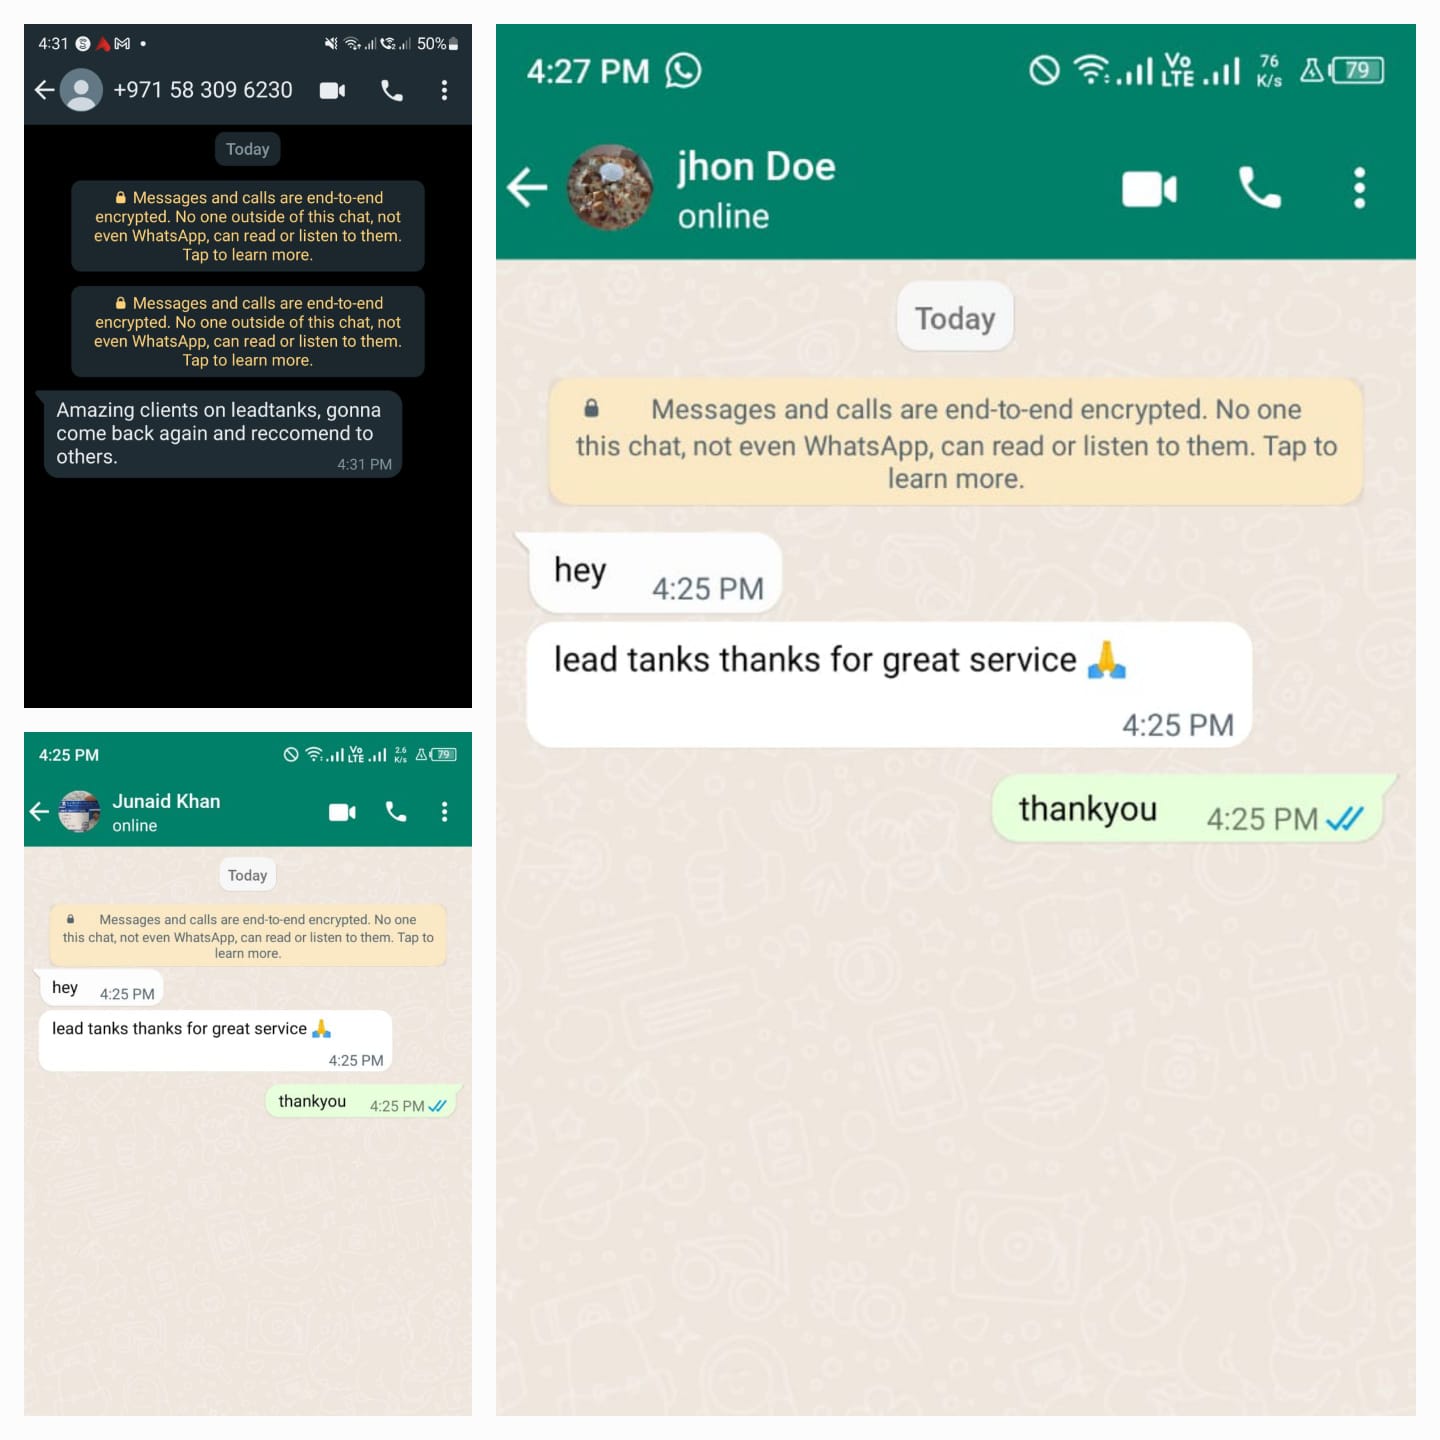 4:31 50%
+971 58 309 6230
Today
Messages and calls are end-to-end
encrypted. No one outside of this chat, not
even WhatsApp, can read or listen to them.
Tap to learn more.
Messages and calls are end-to-end
encrypted. No one outside of this chat, not
even WhatsApp, can read or listen to them.
Tap to learn more.
Amazing clients on leadtanks, gonna
come back again and reccomend to
others.
4:31 PM
4:25 PM Vo LTE 2.6 K/s 79
Junaid Khan
online
Today
Messages and calls are end-to-end encrypted. No one
this chat, not even WhatsApp, can read or listen to them. Tap to
learn more.
hey 4:25 PM
lead tanks thanks for great service 🙏
4:25 PM
thankyou 4:25 PM
4:27 PM Vo LTE 76 K/s 79
jhon Doe
online
Today
Messages and calls are end-to-end encrypted. No one
this chat, not even WhatsApp, can read or listen to them. Tap to
learn more.
hey 4:25 PM
lead tanks thanks for great service 🙏
4:25 PM
thankyou 4:25 PM